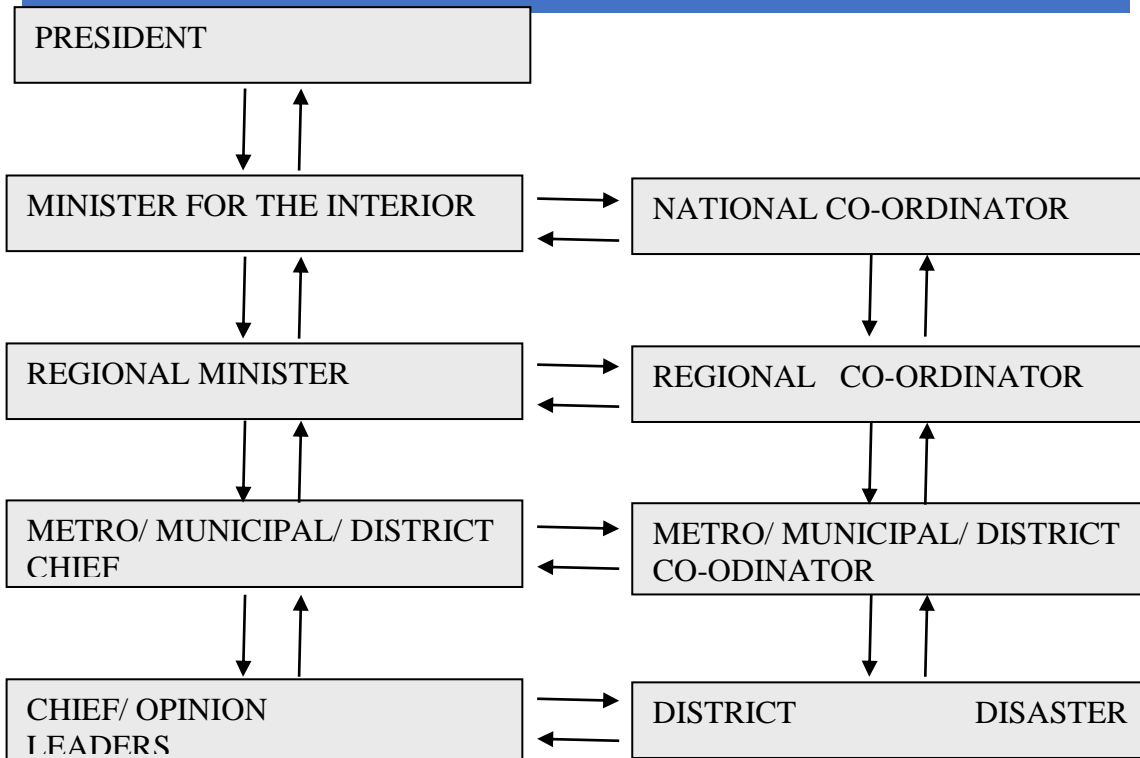 PRESIDENT
MINISTER FOR THE INTERIOR
NATIONAL CO-ORDINATOR
REGIONAL MINISTER
REGIONAL CO-ORDINATOR
METRO/ MUNICIPAL/ DISTRICT
CHIEF
METRO/ MUNICIPAL/ DISTRICT
CO-ODINATOR
CHIEF/ OPINION
LEADERS
DISTRICT DISASTER